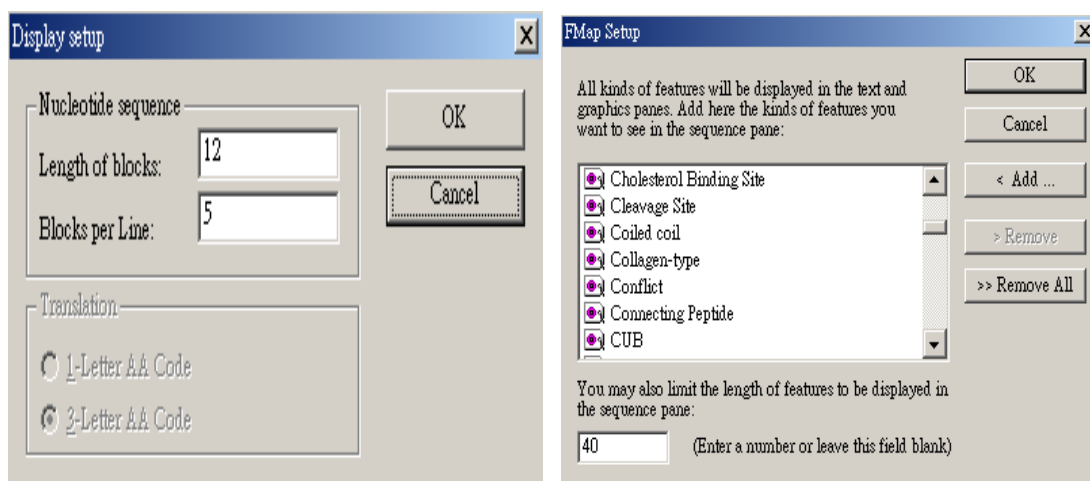 Display setup
Nucleotide sequence
Length of blocks:
12
Blocks per Line:
5
OK
Cancel
Translation
1-Letter AA Code
3-Letter AA Code
FMap Setup
All kinds of features will be displayed in the text and
graphics panes. Add here the kinds of features you
want to see in the sequence pane:
Cholesterol Binding Site
Cleavage Site
Coiled coil
Collagen-type
Conflict
Connecting Peptide
CUB
OK
Cancel
< Add ...
> Remove
>> Remove All
You may also limit the length of features to be displayed in
the sequence pane:
40
(Enter a number or leave this field blank)